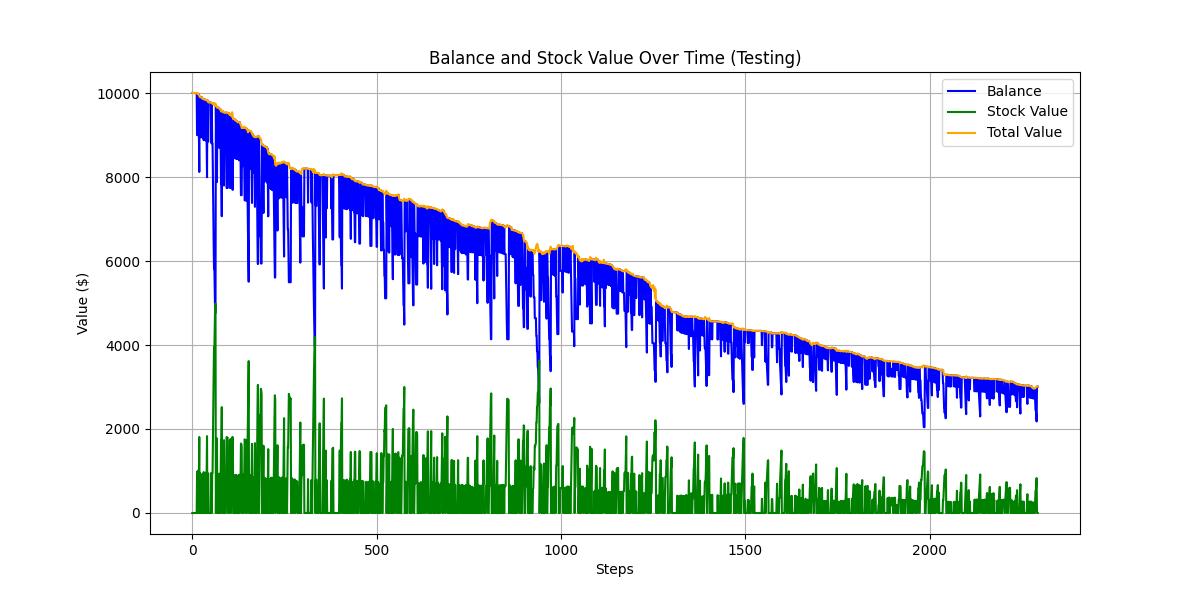 Balance and Stock Value Over Time (Testing)
Balance
Stock Value
Total Value
Value ($)
10000
8000
6000
4000
2000
0
0 500 1000 1500 2000
Steps